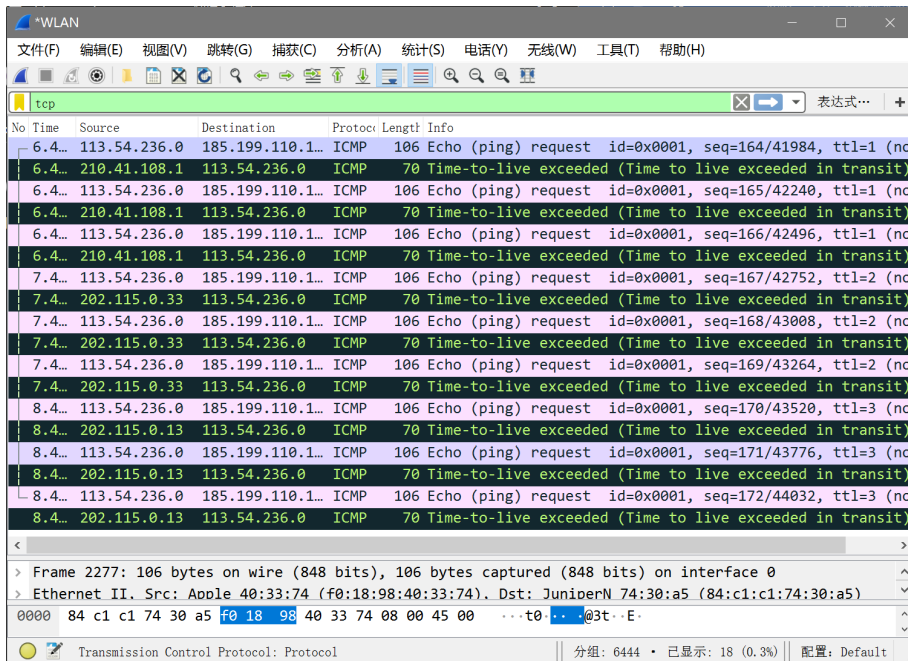 *WLAN
文件(F) 编辑(E) 视图(V) 跳转(G) 捕获(C) 分析(A) 统计(S) 电话(Y) 无线(W) 工具(T) 帮助(H)
tcp 表达式…
No Time Source Destination Protoc Length Info
6.4… 113.54.236.0 185.199.110.1… ICMP 106 Echo (ping) request id=0x0001, seq=164/41984, ttl=1 (no
6.4… 210.41.108.1 113.54.236.0 ICMP 70 Time-to-live exceeded (Time to live exceeded in transit)
6.4… 113.54.236.0 185.199.110.1… ICMP 106 Echo (ping) request id=0x0001, seq=165/42240, ttl=1 (no
6.4… 210.41.108.1 113.54.236.0 ICMP 70 Time-to-live exceeded (Time to live exceeded in transit)
6.4… 113.54.236.0 185.199.110.1… ICMP 106 Echo (ping) request id=0x0001, seq=166/42496, ttl=1 (no
6.4… 210.41.108.1 113.54.236.0 ICMP 70 Time-to-live exceeded (Time to live exceeded in transit)
7.4… 113.54.236.0 185.199.110.1… ICMP 106 Echo (ping) request id=0x0001, seq=167/42752, ttl=2 (no
7.4… 202.115.0.33 113.54.236.0 ICMP 70 Time-to-live exceeded (Time to live exceeded in transit)
7.4… 113.54.236.0 185.199.110.1… ICMP 106 Echo (ping) request id=0x0001, seq=168/43008, ttl=2 (no
7.4… 202.115.0.33 113.54.236.0 ICMP 70 Time-to-live exceeded (Time to live exceeded in transit)
7.4… 113.54.236.0 185.199.110.1… ICMP 106 Echo (ping) request id=0x0001, seq=169/43264, ttl=2 (no
7.4… 202.115.0.33 113.54.236.0 ICMP 70 Time-to-live exceeded (Time to live exceeded in transit)
8.4… 113.54.236.0 185.199.110.1… ICMP 106 Echo (ping) request id=0x0001, seq=170/43520, ttl=3 (no
8.4… 202.115.0.13 113.54.236.0 ICMP 70 Time-to-live exceeded (Time to live exceeded in transit)
8.4… 113.54.236.0 185.199.110.1… ICMP 106 Echo (ping) request id=0x0001, seq=171/43776, ttl=3 (no
8.4… 202.115.0.13 113.54.236.0 ICMP 70 Time-to-live exceeded (Time to live exceeded in transit)
8.4… 113.54.236.0 185.199.110.1… ICMP 106 Echo (ping) request id=0x0001, seq=172/44032, ttl=3 (no
8.4… 202.115.0.13 113.54.236.0 ICMP 70 Time-to-live exceeded (Time to live exceeded in transit)
Frame 2277: 106 bytes on wire (848 bits), 106 bytes captured (848 bits) on interface 0
Ethernet II, Src: Apple_40:33:74 (f0:18:98:40:33:74), Dst: JuniperN_74:30:a5 (84:c1:c1:74:30:a5)
0000 84 c1 c1 74 30 a5 f0 18 98 40 33 74 08 00 45 00 ···t0····@3t··E·
Transmission Control Protocol: Protocol 分组: 6444 · 已显示: 18 (0.3%) 配置: Default